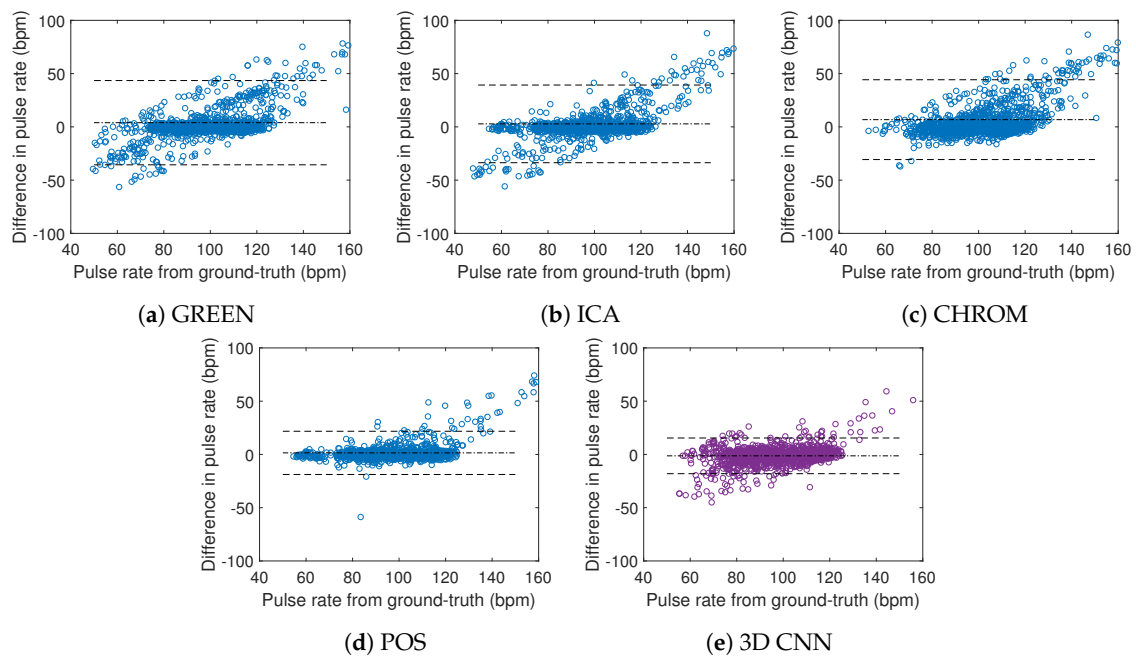 Difference in pulse rate (bpm)
100
50
0
-50
-100
40 60 80 100 120 140 160
Pulse rate from ground-truth (bpm)
(a) GREEN
Difference in pulse rate (bpm)
100
50
0
-50
-100
40 60 80 100 120 140 160
Pulse rate from ground-truth (bpm)
(b) ICA
Difference in pulse rate (bpm)
100
50
0
-50
-100
40 60 80 100 120 140 160
Pulse rate from ground-truth (bpm)
(c) CHROM
Difference in pulse rate (bpm)
100
50
0
-50
-100
40 60 80 100 120 140 160
Pulse rate from ground-truth (bpm)
(d) POS
Difference in pulse rate (bpm)
100
50
0
-50
-100
40 60 80 100 120 140 160
Pulse rate from ground-truth (bpm)
(e) 3D CNN